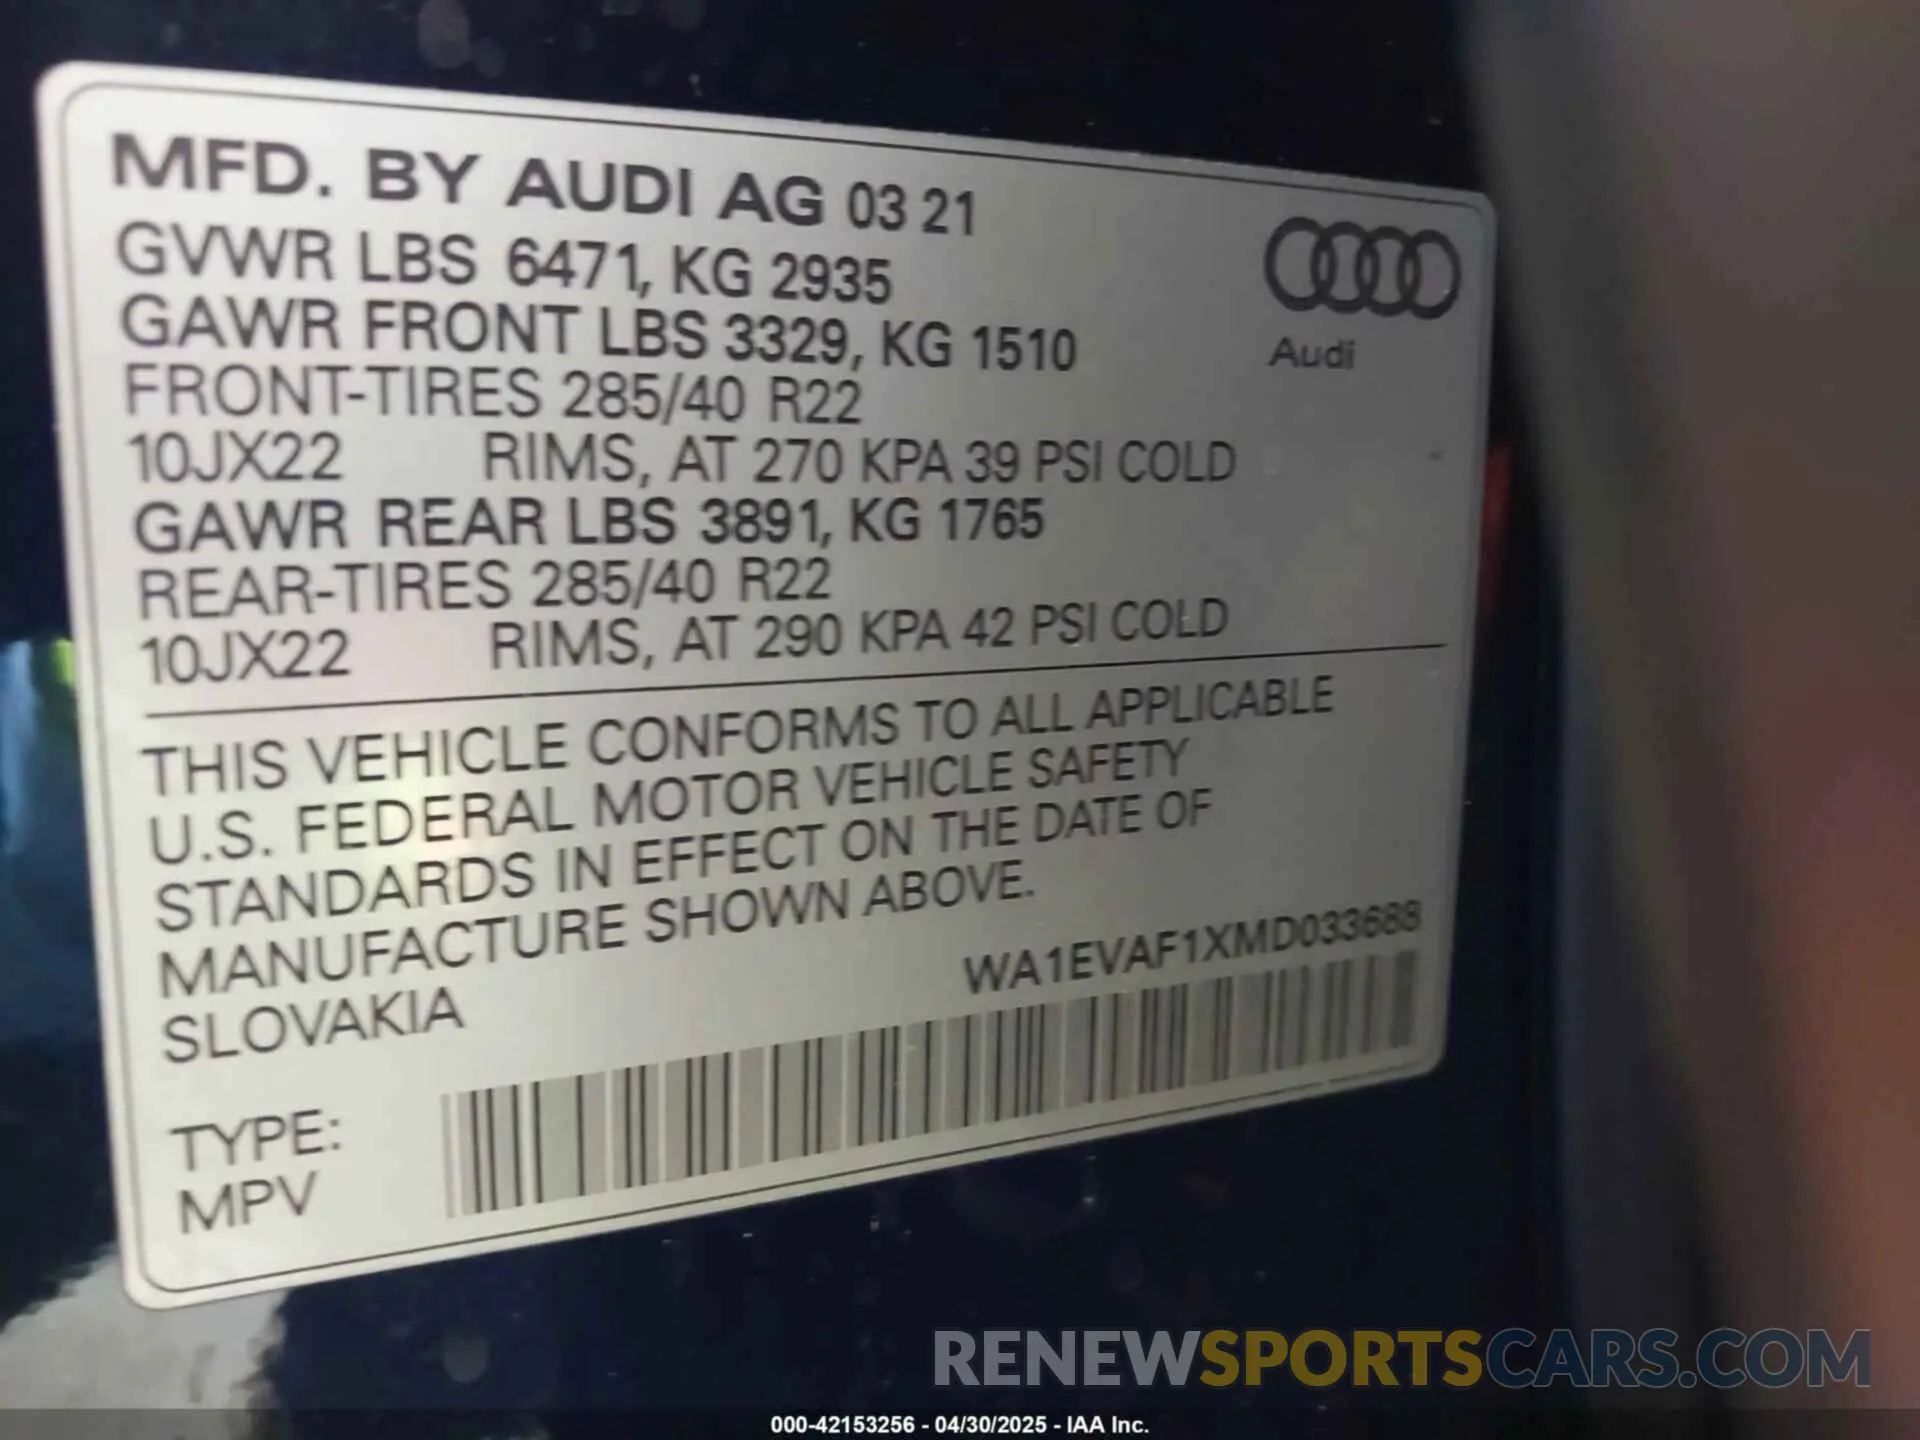 MFD. BY AUDI AG 03 21
GVWR LBS 6471, KG 2935
GAWR FRONT LBS 3329, KG 1510
Audi
FRONT-TIRES 285/40 R22
10JX22 RIMS, AT 270 KPA 39 PSI COLD
GAWR REAR LBS 3891, KG 1765
REAR-TIRES 285/40 R22
10JX22 RIMS, AT 290 KPA 42 PSI COLD
THIS VEHICLE CONFORMS TO ALL APPLICABLE
U.S. FEDERAL MOTOR VEHICLE SAFETY
STANDARDS IN EFFECT ON THE DATE OF
MANUFACTURE SHOWN ABOVE.
WA1EVAF1XMD033688
SLOVAKIA
TYPE:
MPV
RENEWSPORTSCARS.COM
000-42153256 - 04/30/2025 - IAA Inc.